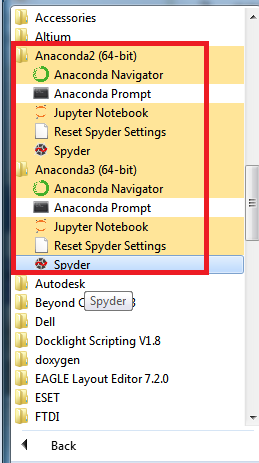 Accessories
Altium
Anaconda2 (64-bit)
Anaconda Navigator
Anaconda Prompt
Jupyter Notebook
Reset Spyder Settings
Spyder
Anaconda3 (64-bit)
Anaconda Navigator
Anaconda Prompt
Jupyter Notebook
Reset Spyder Settings
Spyder
Autodesk
Beyond
Spyder
Dell
Docklight Scripting V1.8
doxygen
EAGLE Layout Editor 7.2.0
ESET
FTDI
Back